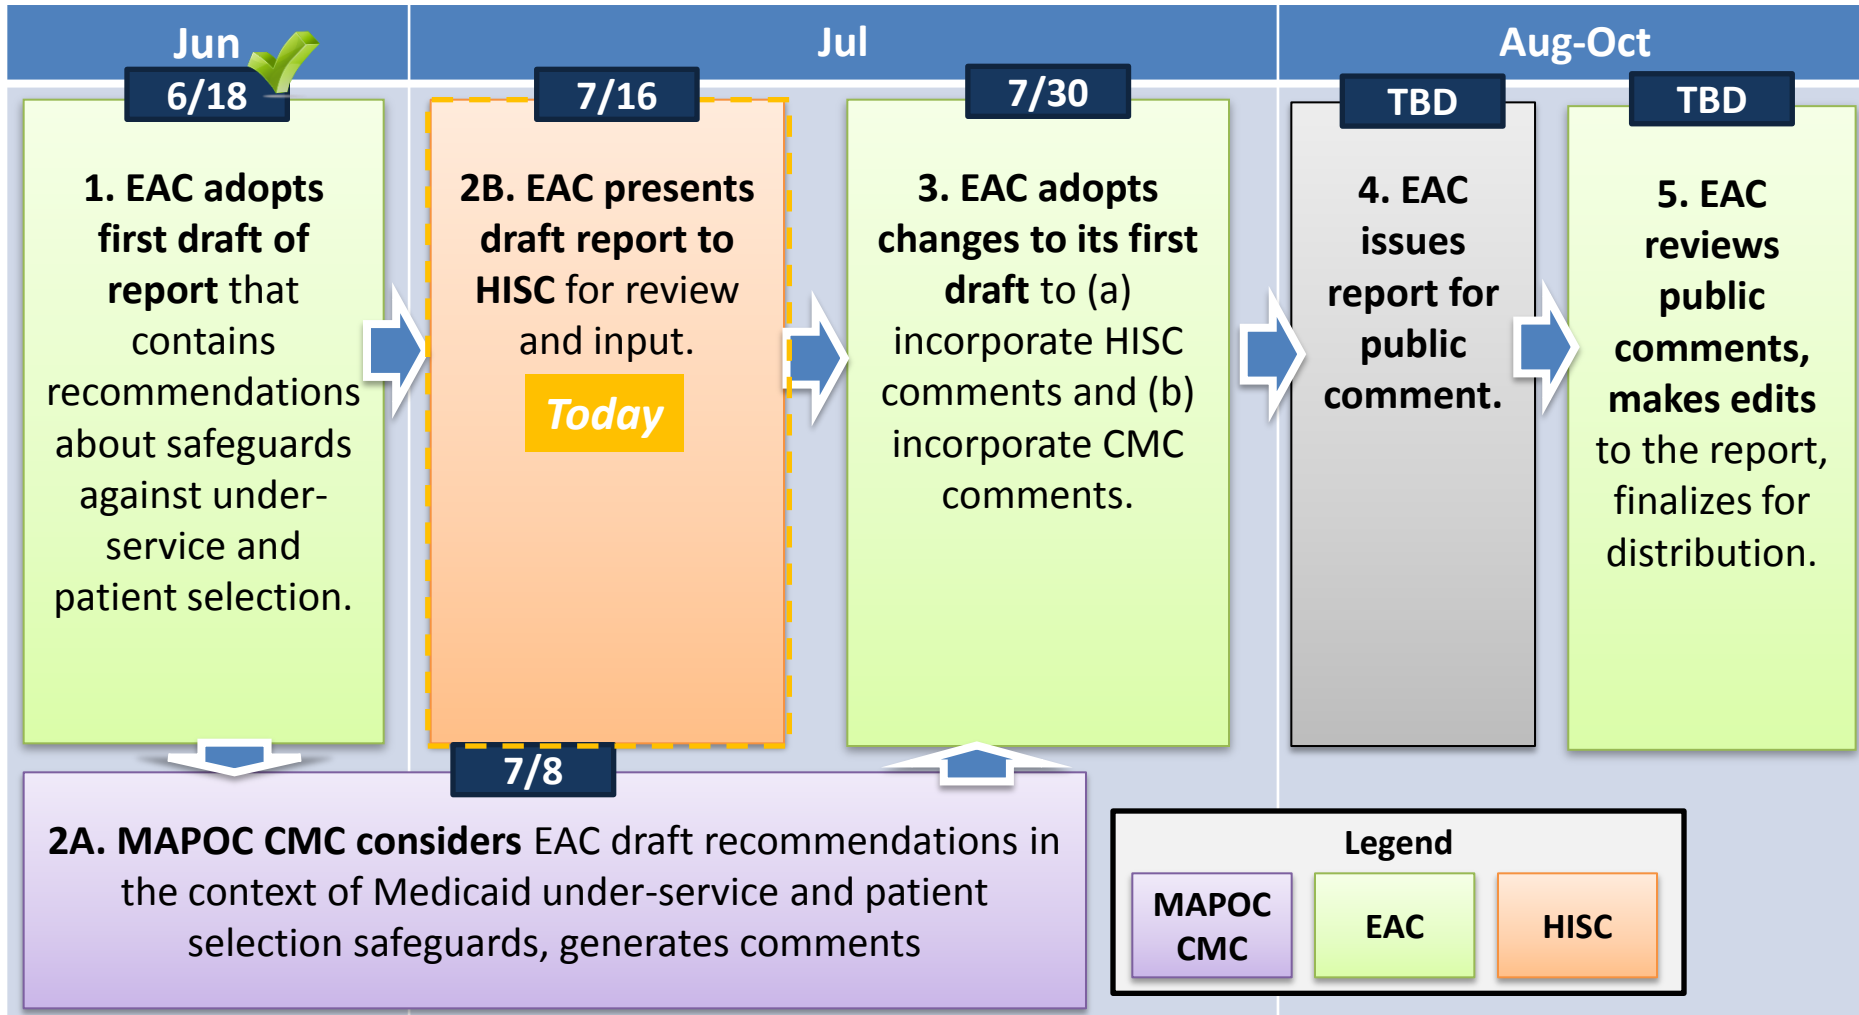 Jun
Jul
Aug-Oct
6/18
1. EAC adopts
first draft of
report that
contains
recommendations
about safeguards
against under-
service and
patient selection.
7/16
2B. EAC presents
draft report to
HISC for review
and input.
Today
7/30
3. EAC adopts
changes to its first
draft to (a)
incorporate HISC
comments and (b)
incorporate CMC
comments.
TBD
4. EAC
issues
report for
public
comment.
TBD
5. EAC
reviews
public
comments,
makes edits
to the report,
finalizes for
distribution.
7/8
2A. MAPOC CMC considers EAC draft recommendations in
the context of Medicaid under-service and patient
selection safeguards, generates comments
Legend
MAPOC
CMC
EAC
HISC